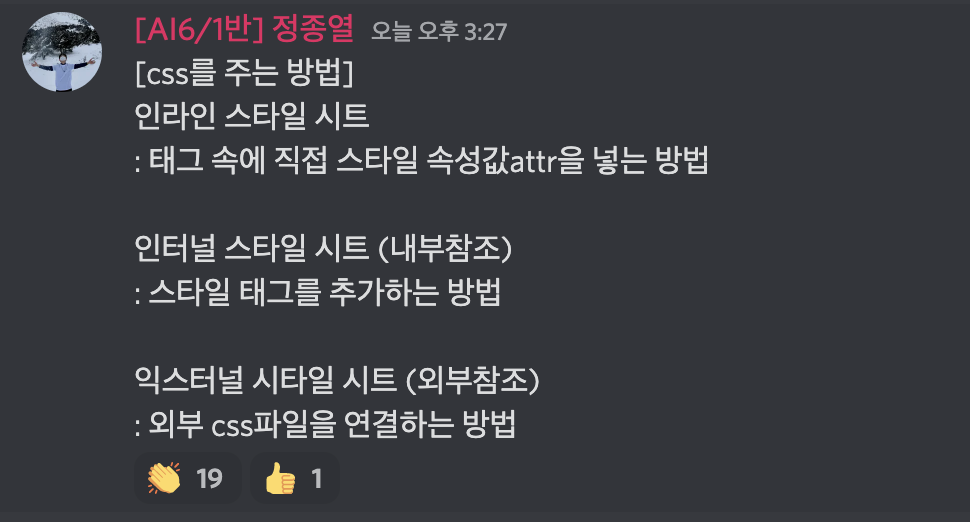 [AI6/1반] 정종열 오늘 오후 3:27
[css를 주는 방법]
인라인 스타일 시트
: 태그 속에 직접 스타일 속성값attr을 넣는 방법
인터널 스타일 시트 (내부참조)
: 스타일 태그를 추가하는 방법
익스터널 시타일 시트 (외부참조)
: 외부 css파일을 연결하는 방법
19 1